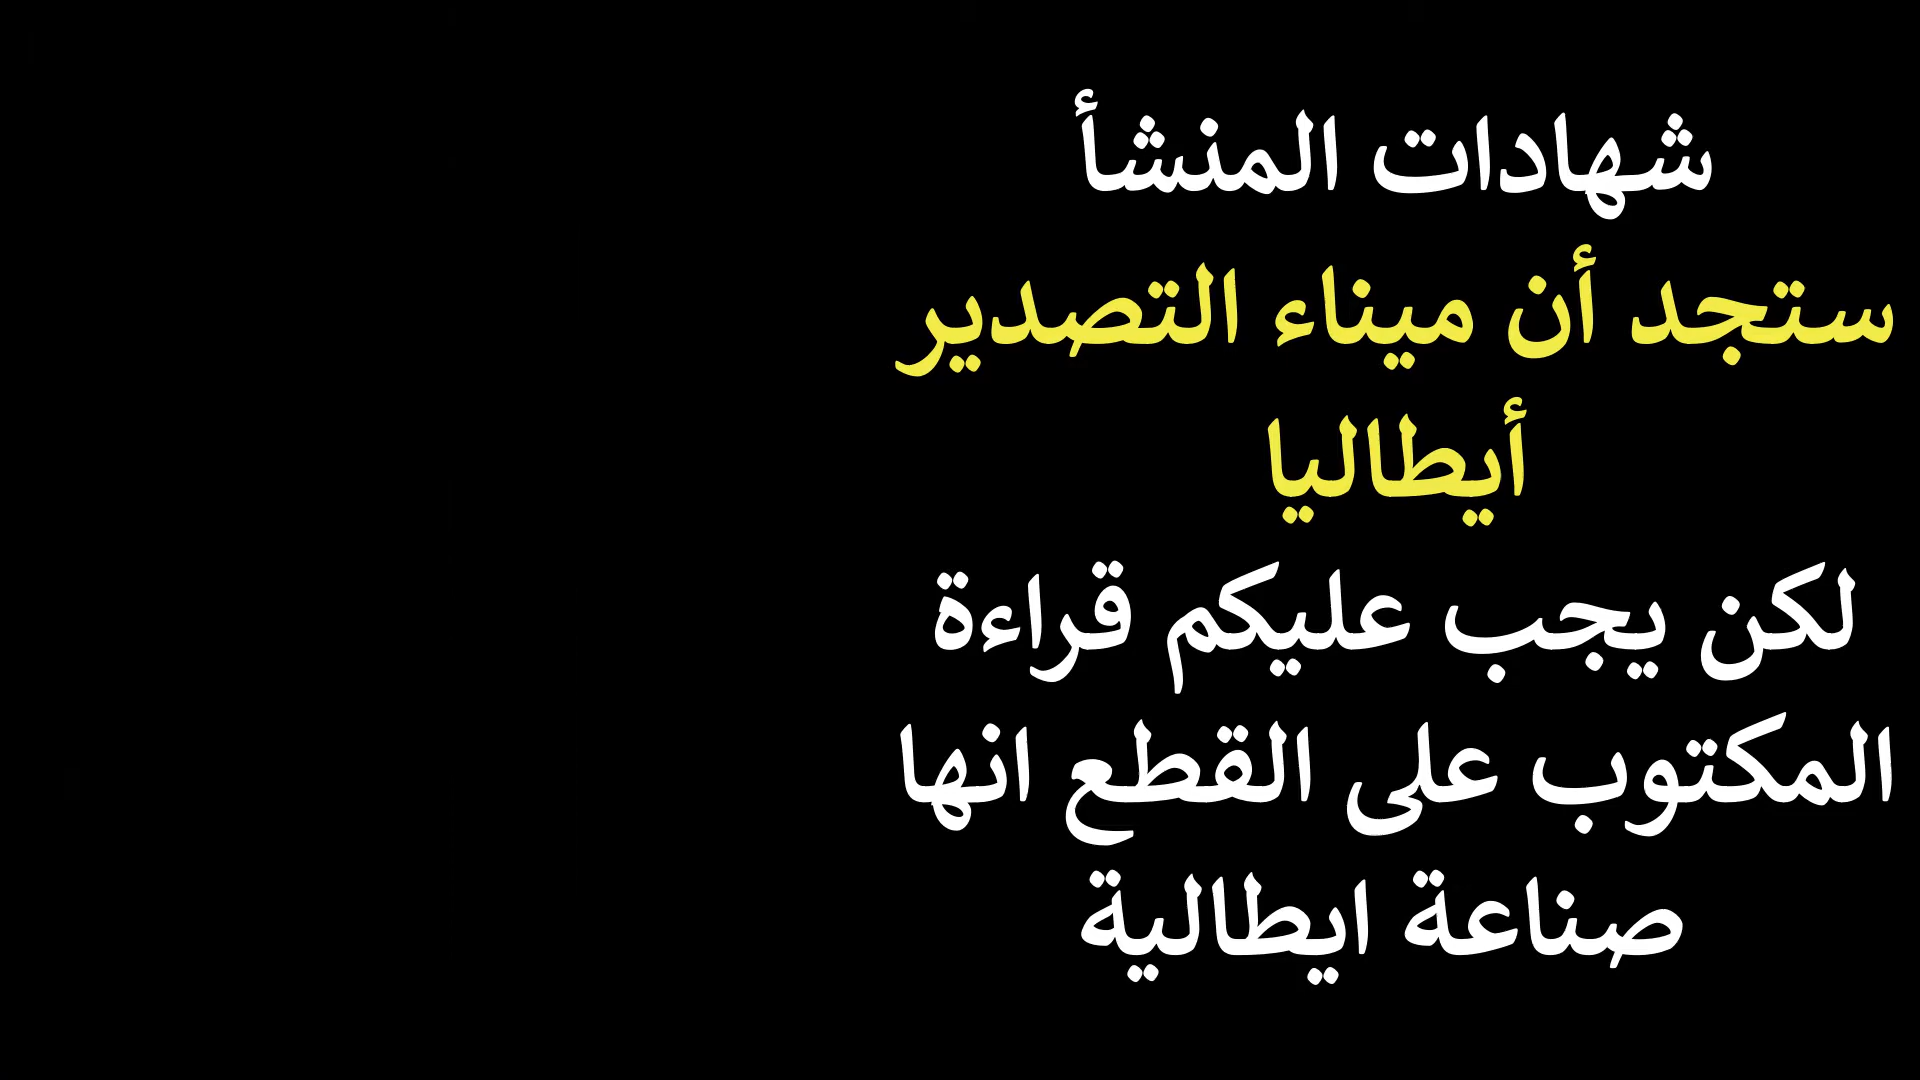 شهادات المنشأ
ستجد أن ميناء التصدير
أيطاليا
لكن يجب عليكم قراءة
المكتوب على القطع انها
صناعة ايطالية